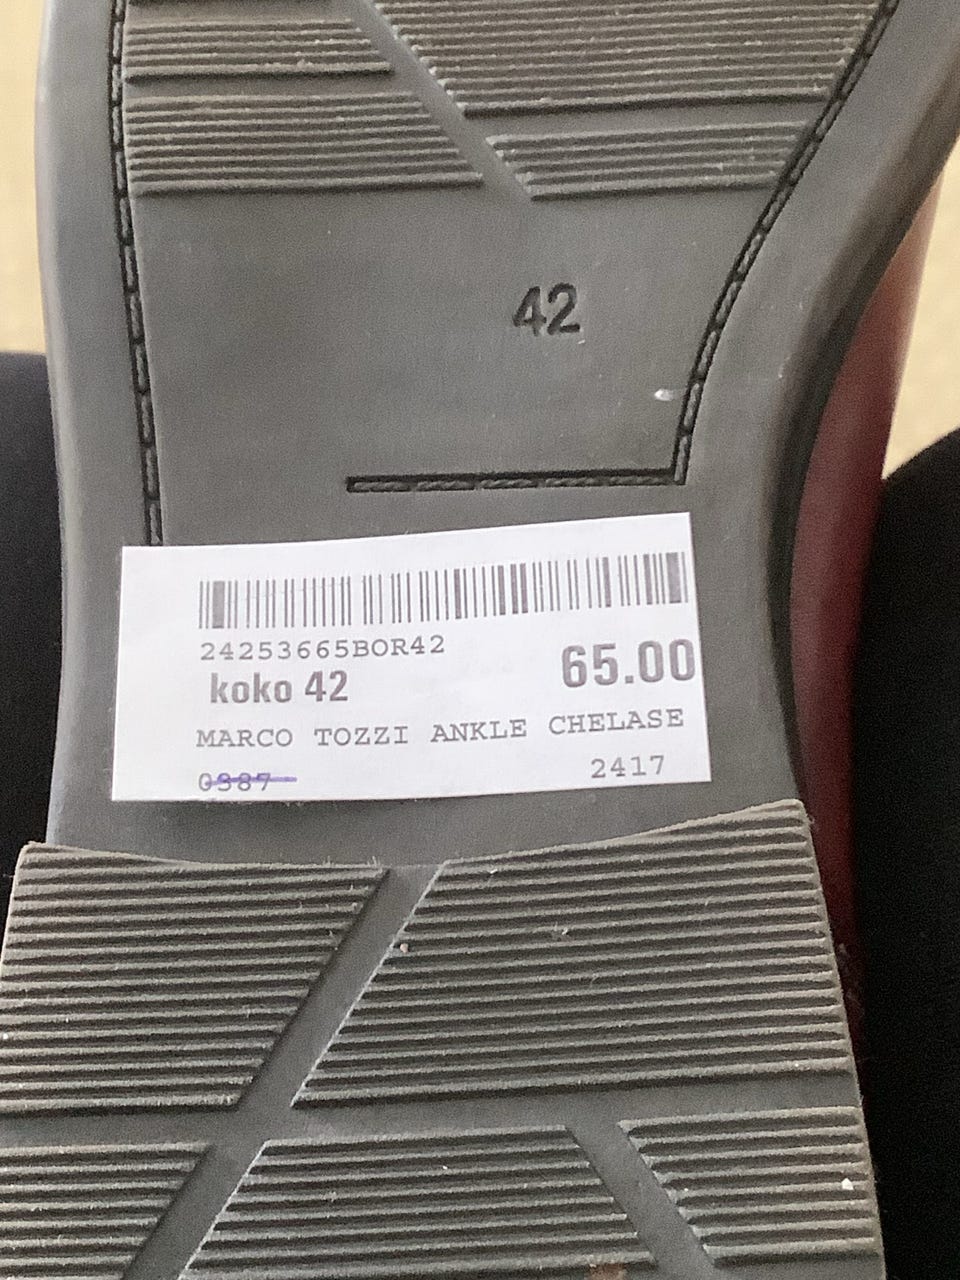 42
24253665BOR42
koko 42 65.00
MARCO TOZZI ANKLE CHELASE
0387 2417